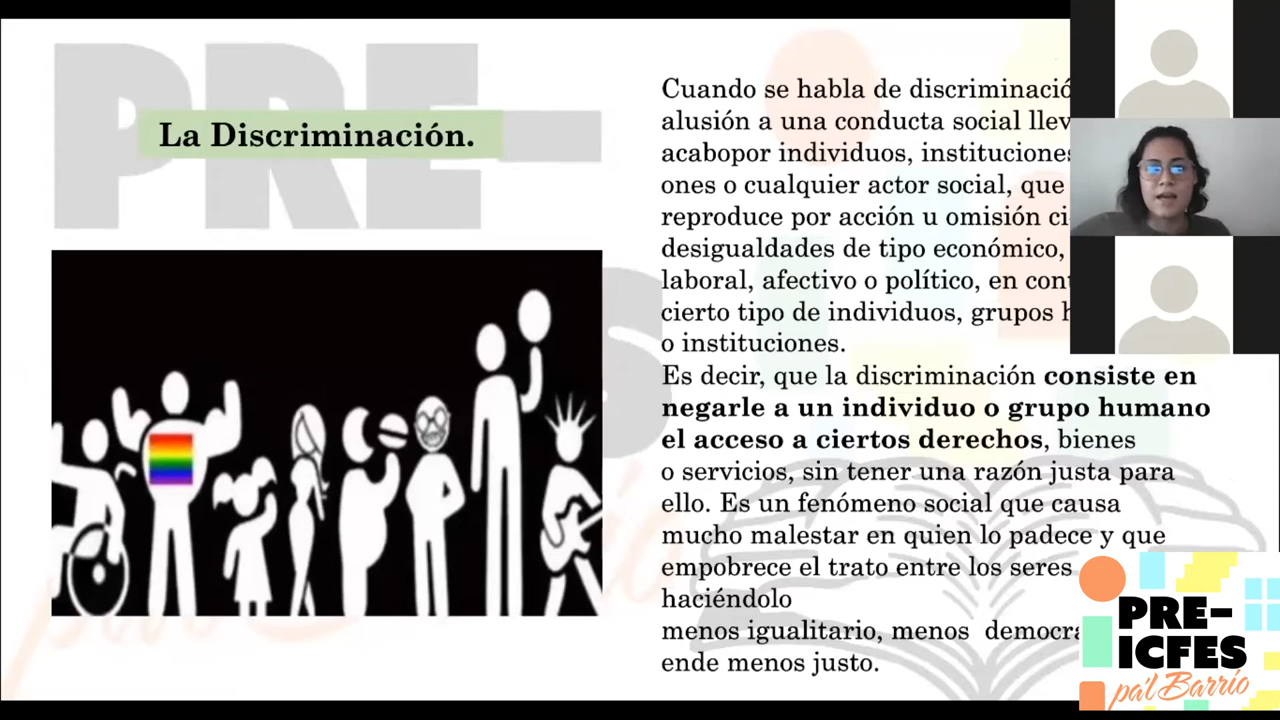 PRE-
La Discriminación.
Cuando se habla de discriminació
alusión a una conducta social llev
acabopor individuos, instituciones
ones o cualquier actor social, que
reproduce por acción u omisión ci
desigualdades de tipo económico,
laboral, afectivo o político, en cont
cierto tipo de individuos, grupos h
o instituciones.
Es decir, que la discriminación consiste en
negarle a un individuo o grupo humano
el acceso a ciertos derechos, bienes
o servicios, sin tener una razón justa para
ello. Es un fenómeno social que causa
mucho malestar en quien lo padece y que
empobrece el trato entre los seres
haciéndolo
menos igualitario, menos democra
ende menos justo.
PRE-
ICFES
pa'l Barrio